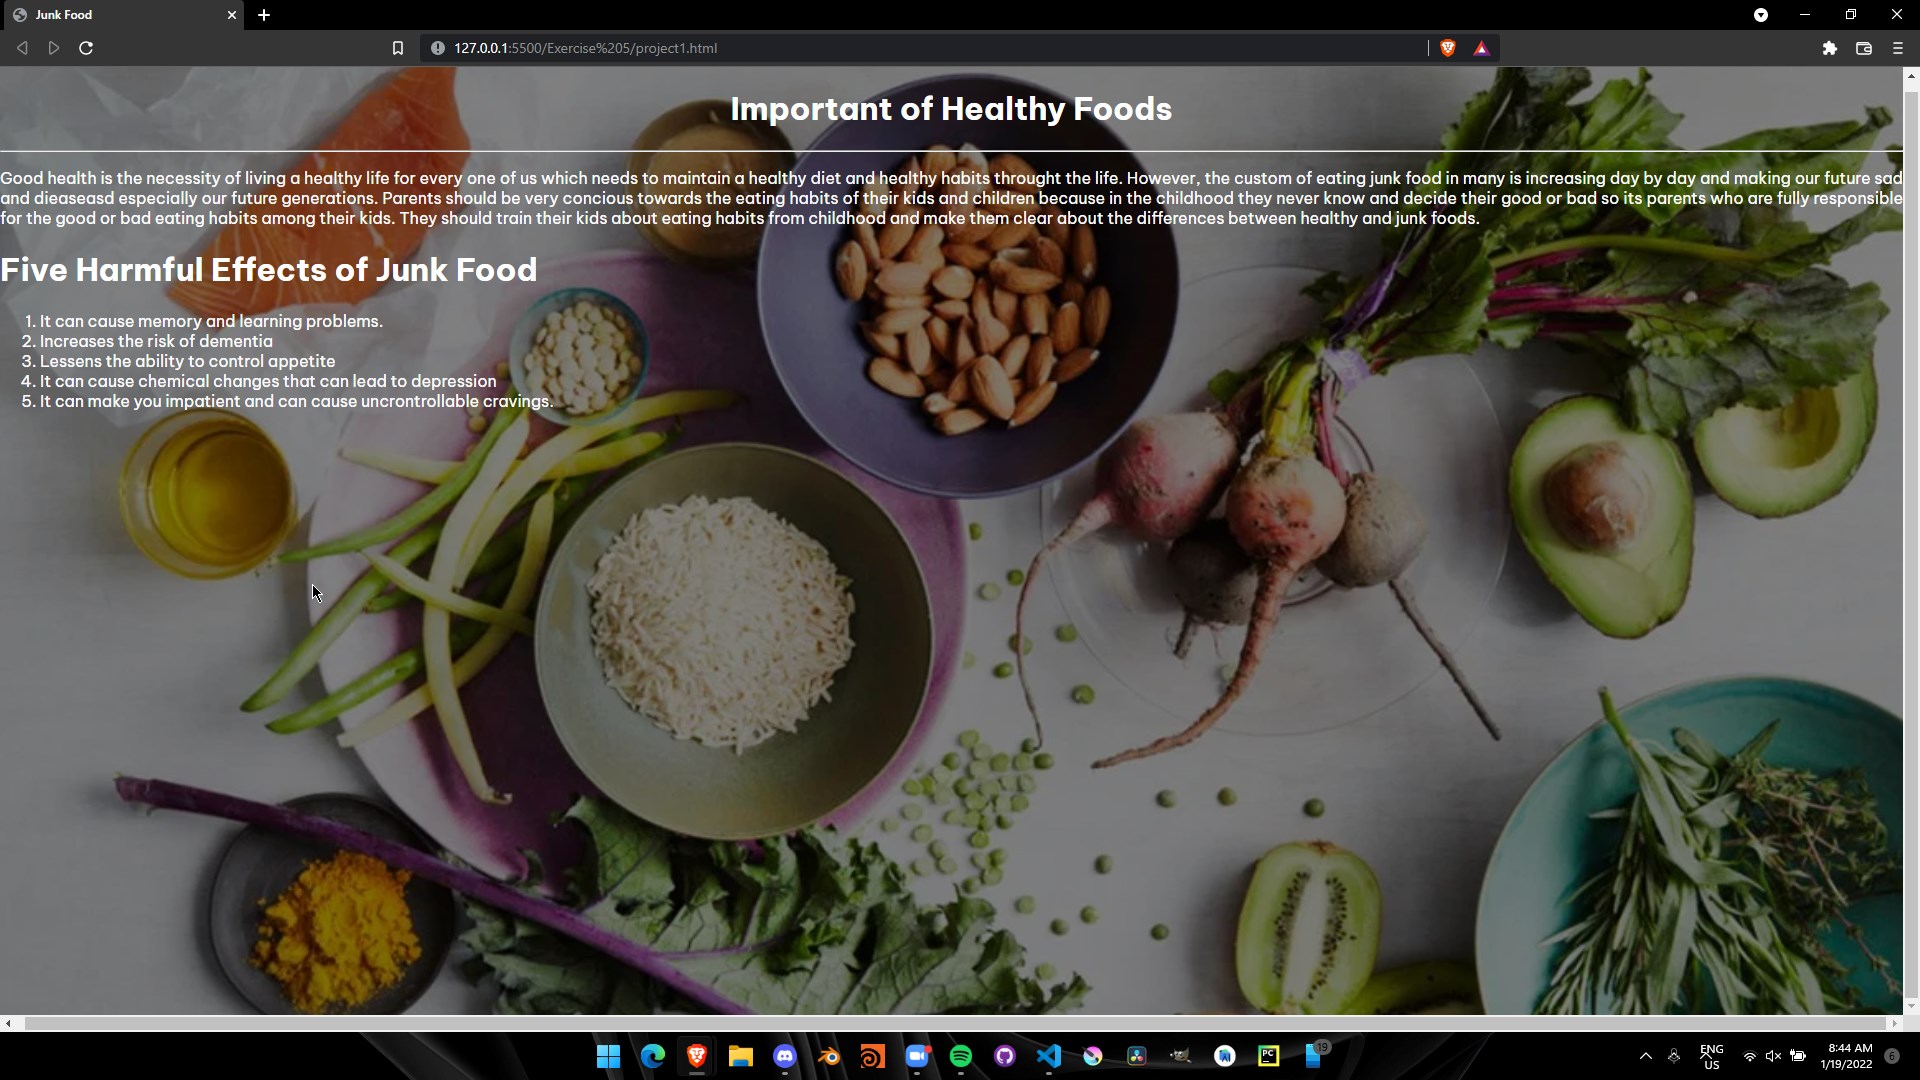 Junk Food
127.0.0.1:5500/Exercise%205/project1.html
Important of Healthy Foods
Good health is the necessity of living a healthy life for every one of us which needs to maintain a healthy diet and healthy habits throught the life. However, the custom of eating junk food in many is increasing day by day and making our future sad
and dieaseasd especially our future generations. Parents should be very concious towards the eating habits of their kids and children because in the childhood they never know and decide their good or bad so its parents who are fully responsible
for the good or bad eating habits among their kids. They should train their kids about eating habits from childhood and make them clear about the differences between healthy and junk foods.
Five Harmful Effects of Junk Food
1. It can cause memory and learning problems.
2. Increases the risk of dementia
3. Lessens the ability to control appetite
4. It can cause chemical changes that can lead to depression
5. It can make you impatient and can cause uncrontrollable cravings.
PC
19
ENG
US
8:44 AM
1/19/2022
6